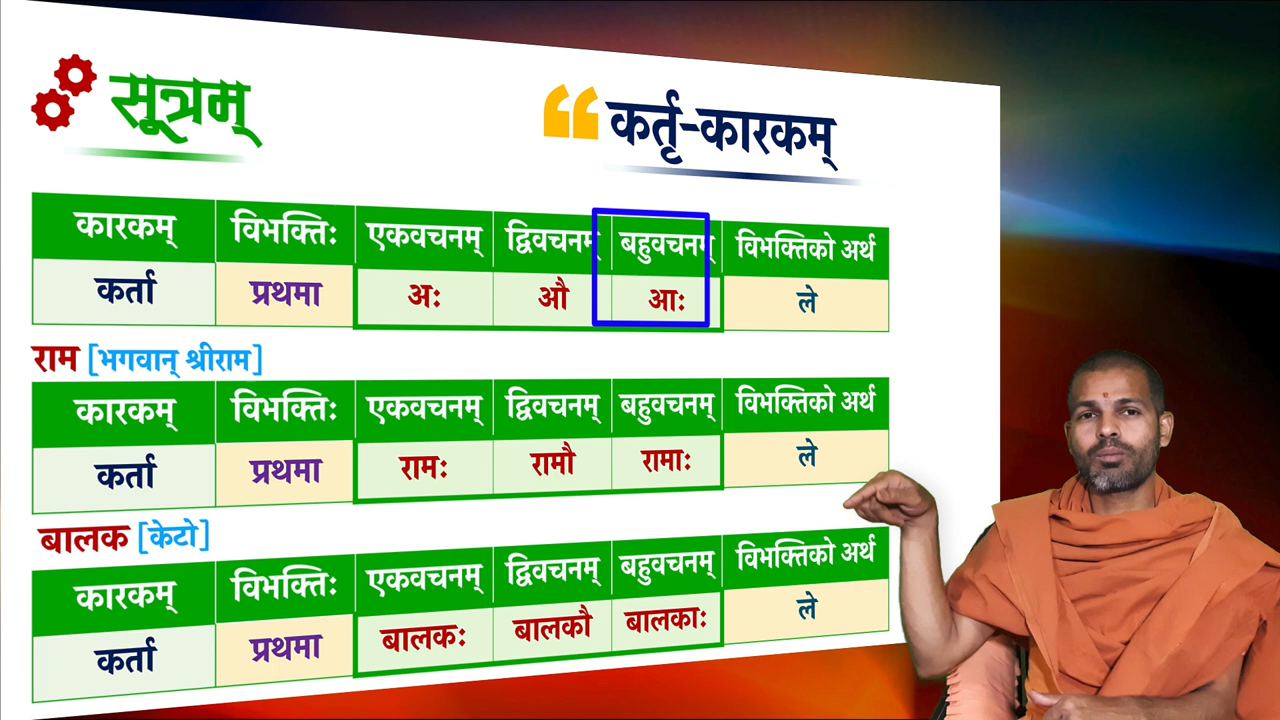 सूत्रम्
“ कर्तृ-कारकम्
कारकम् विभक्तिः एकवचनम् द्विवचनम् बहुवचनम् विभक्तिको अर्थ
कर्ता प्रथमा अः औ आः ले
राम [भगवान् श्रीराम]
कारकम् विभक्तिः एकवचनम् द्विवचनम् बहुवचनम् विभक्तिको अर्थ
कर्ता प्रथमा रामः रामौ रामाः ले
बालक [केटो]
कारकम् विभक्तिः एकवचनम् द्विवचनम् बहुवचनम् विभक्तिको अर्थ
कर्ता प्रथमा बालकः बालकौ बालकाः ले